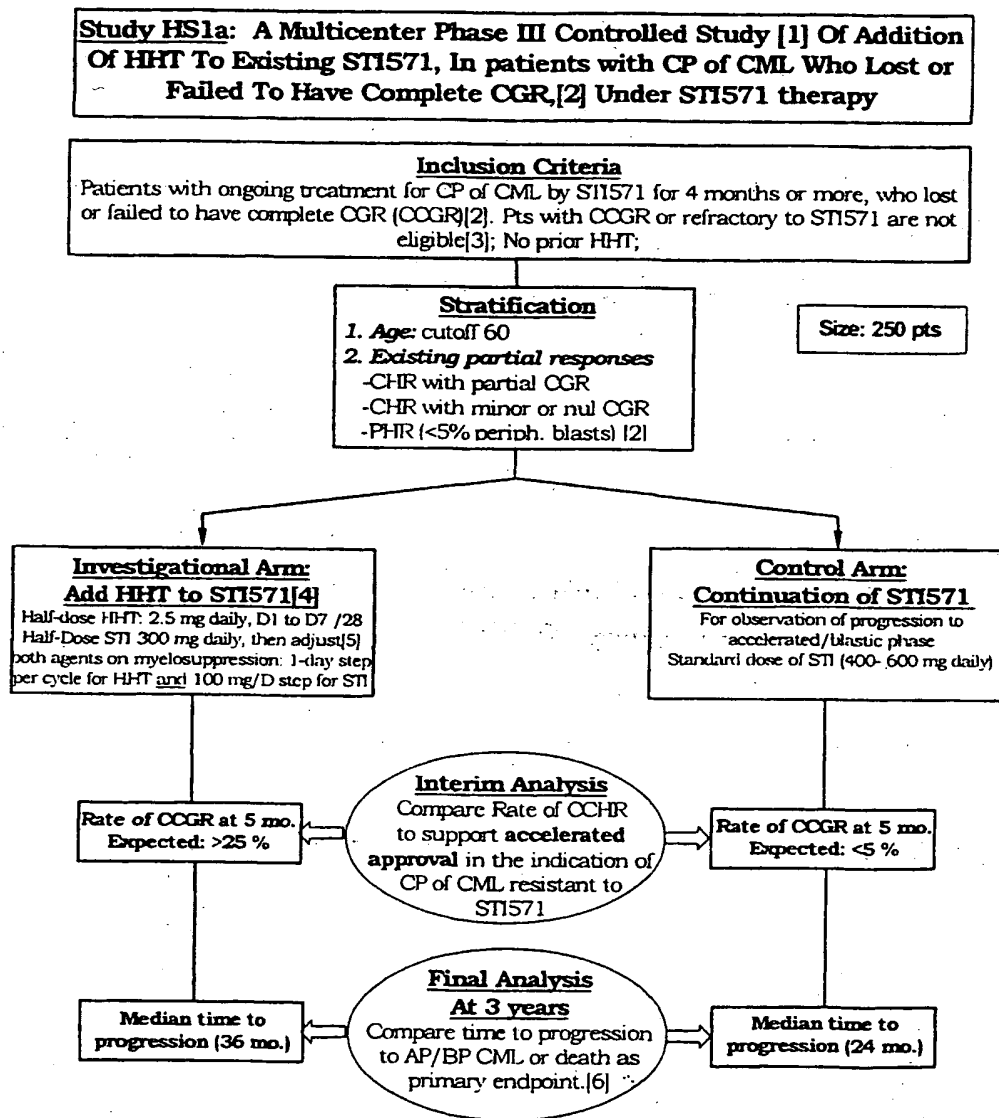 Study HS1a: A Multicenter Phase III Controlled Study [1] Of Addition
Of HHT To Existing STI571, In patients with CP of CML Who Lost or
Failed To Have Complete CGR,[2] Under STI571 therapy
Inclusion Criteria
Patients with ongoing treatment for CP of CML by STI1571 for 4 months or more, who lost
or failed to have complete CGR (CCGR)[2]. Pts with CCGR or refractory to STI571 are not
eligible[3]; No prior HHT;
Stratification
1. Age: cutoff 60
2. Existing partial responses
-CHR with partial CGR
-CHR with minor or nul CGR
-PHR (<5% periph. blasts) [2]
Size: 250 pts
Investigational Arm:
Add HHT to STI571[4]
Half-dose HHT: 2.5 mg daily, D1 to D7 /28
Half-Dose STI 300 mg daily, then adjust[5]
both agents on myelosuppression: 1-day step
per cycle for HHT and 100 mg/D step for STI
Control Arm:
Continuation of STI571
For observation of progression to
accelerated/blastic phase
Standard dose of STI (400- 600 mg daily)
Rate of CCGR at 5 mo.
Expected: >25 %
Interim Analysis
Compare Rate of CCHR
to support accelerated
approval in the indication of
CP of CML resistant to
STI571
Rate of CCGR at 5 mo.
Expected: <5 %
Median time to
progression (36 mo.)
Final Analysis
At 3 years
Compare time to progression
to AP/BP CML or death as
primary endpoint.[6]
Median time to
progression (24 mo.)